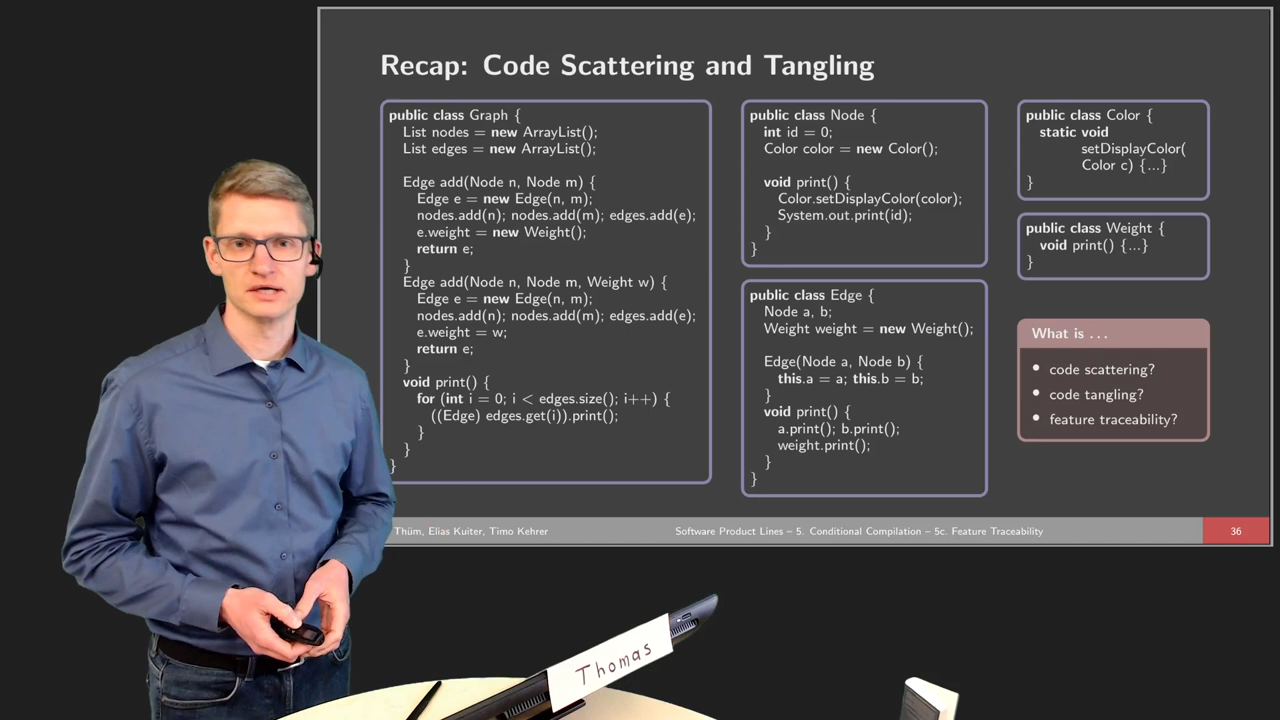 Recap: Code Scattering and Tangling
public class Graph {
List nodes = new ArrayList();
List edges = new ArrayList();
Edge add(Node n, Node m) {
Edge e = new Edge(n, m);
nodes.add(n); nodes.add(m); edges.add(e);
e.weight = new Weight();
return e;
}
Edge add(Node n, Node m, Weight w) {
Edge e = new Edge(n, m);
nodes.add(n); nodes.add(m); edges.add(e);
e.weight = w;
return e;
}
void print() {
for (int i = 0; i < edges.size(); i++) {
((Edge) edges.get(i)).print();
}
}
}
public class Node {
int id = 0;
Color color = new Color();
void print() {
Color.setDisplayColor(color);
System.out.print(id);
}
}
public class Edge {
Node a, b;
Weight weight = new Weight();
Edge(Node a, Node b) {
this.a = a; this.b = b;
}
void print() {
a.print(); b.print();
weight.print();
}
}
public class Color {
static void
setDisplayColor(
Color c) {...}
}
public class Weight {
void print() {...}
}
What is ...
• code scattering?
• code tangling?
• feature traceability?
Thüm, Elias Kuiter, Timo Kehrer
Software Product Lines – 5. Conditional Compilation – 5c. Feature Traceability
36
Thomas